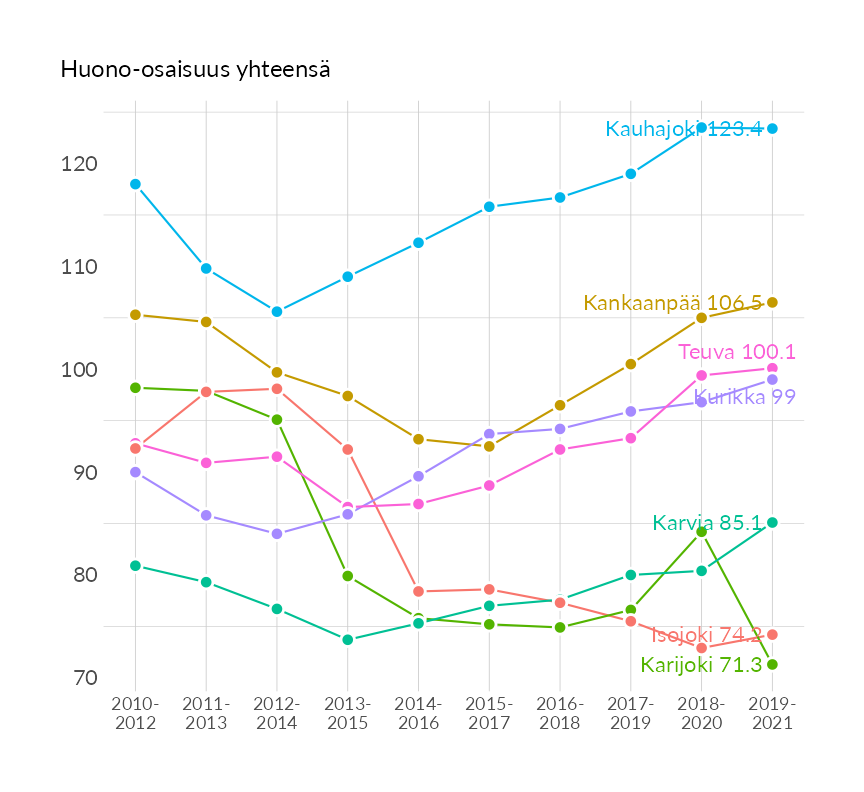 Huono-osaisuus yhteensä
120
110
100
90
80
70
Kauhajoki 123.4
Kankaanpää 106.5
Teuva 100.1
Kurikka 99
Karvia 85.1
Isojoki 74.2
Karijoki 71.3
2010- 2011- 2012- 2013- 2014- 2015- 2016- 2017- 2018- 2019-
2012 2013 2014 2015 2016 2017 2018 2019 2020 2021